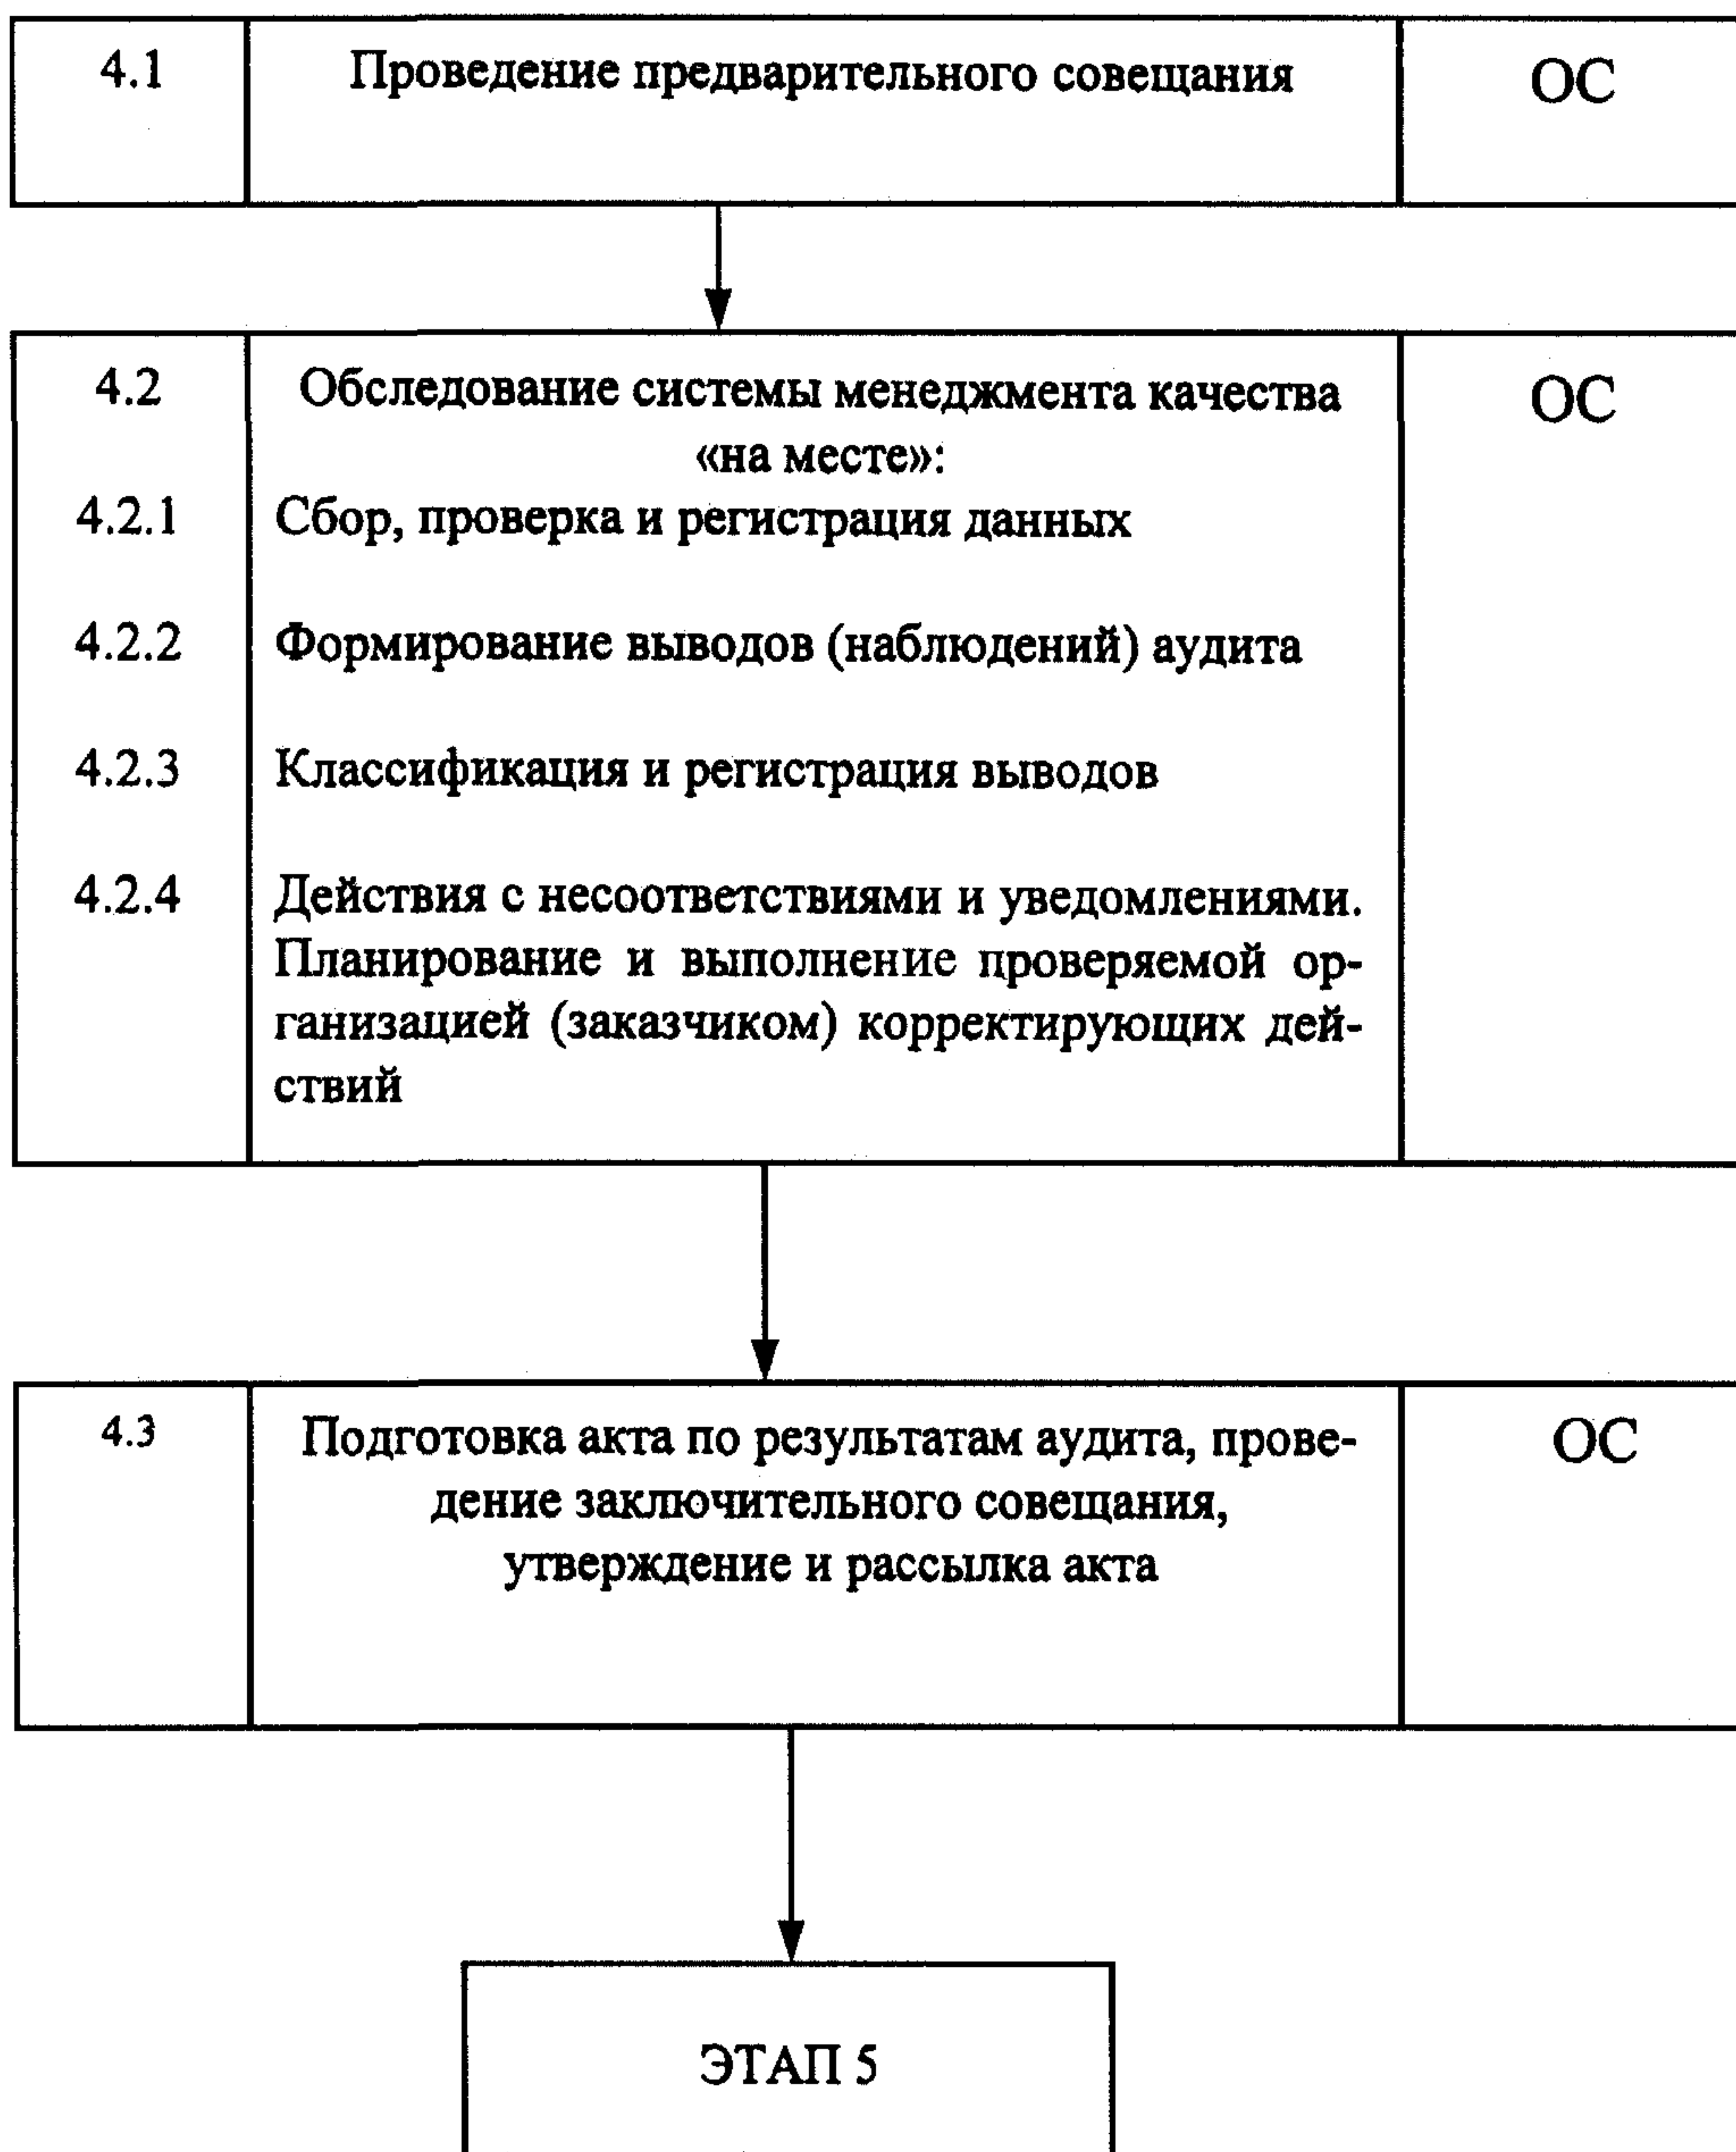 4.1 Проведение предварительного совещания ОС
4.2 Обследование системы менеджмента качества ОС
«на месте»:
4.2.1 Сбор, проверка и регистрация данных
4.2.2 Формирование выводов (наблюдений) аудита
4.2.3 Классификация и регистрация выводов
4.2.4 Действия с несоответствиями и уведомлениями.
Планирование и выполнение проверяемой ор-
ганизацией (заказчиком) корректирующих дей-
ствий
4.3 Подготовка акта по результатам аудита, прове- ОС
дение заключительного совещания,
утверждение и рассылка акта
ЭТАП 5